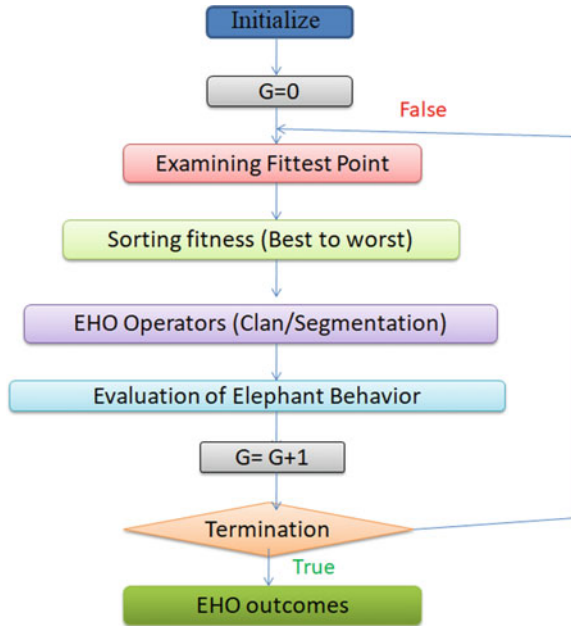 Initialize
G=0
False
Examining Fittest Point
Sorting fitness (Best to worst)
EHO Operators (Clan/Segmentation)
Evaluation of Elephant Behavior
G= G+1
Termination
True
EHO outcomes